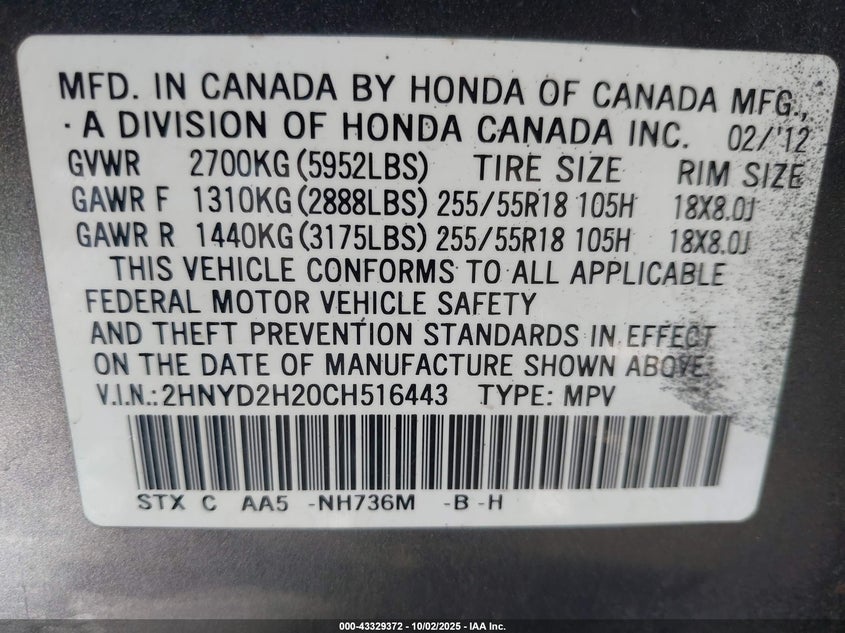 MFD. IN CANADA BY HONDA OF CANADA MFG.,
· A DIVISION OF HONDA CANADA INC. 02/'12
GVWR 2700KG (5952LBS) TIRE SIZE RIM SIZE
GAWR F 1310KG (2888LBS) 255/55R18 105H 18X8.0J
GAWR R 1440KG (3175LBS) 255/55R18 105H 18X8.0J
THIS VEHICLE CONFORMS TO ALL APPLICABLE
FEDERAL MOTOR VEHICLE SAFETY
AND THEFT PREVENTION STANDARDS IN EFFECT
ON THE DATE OF MANUFACTURE SHOWN ABOVE.
V.I.N.: 2HNYD2H20CH516443 TYPE: MPV
STX C AA5 -NH736M -B -H
000-43329372 - 10/02/2025 - IAA Inc.